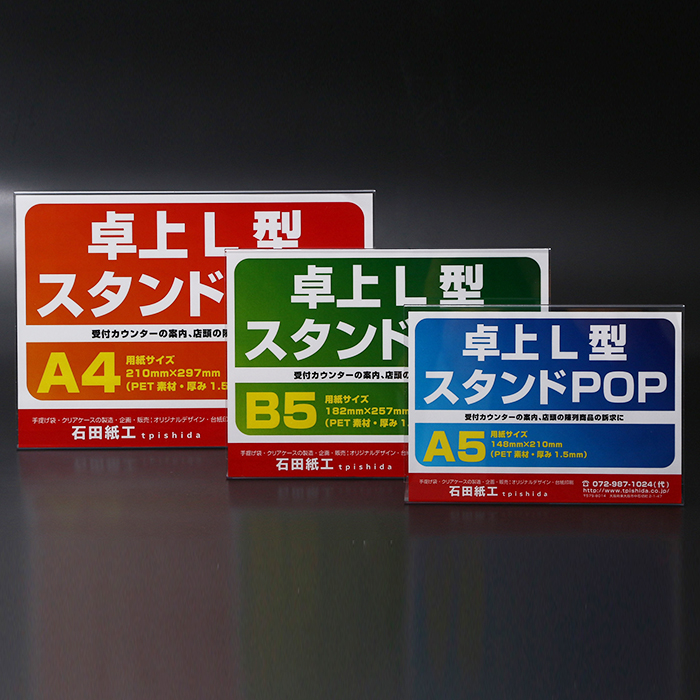 卓上L型
スタンド
受付カウンターの案内、店頭の陳
A4
用紙サイズ
210mm×297mm
(PET素材・厚み1.5
手提げ袋・クリアケースの製造・企画・販売/オリジナルデザイン・台紙印
石田紙工 tpishida
卓上L型
スタンド
受付カウンターの案内、店頭の
B5
用紙サイズ
182mm×257mm
(PET素材・厚み1.
手提げ袋・クリアケースの製造・企画・販売/オリジナルデザイン・台紙
石田紙工 tpishida
卓上L型
スタンドPOP
受付カウンターの案内、店頭の陳列商品の訴求に
A5
用紙サイズ
148mm×210mm
(PET素材・厚み1.5mm)
手提げ袋・クリアケースの製造・企画・販売/オリジナルデザイン・台紙印刷
石田紙工 tpishida
☎072-987-1024(代)
http://www.tpishida.co.jp/